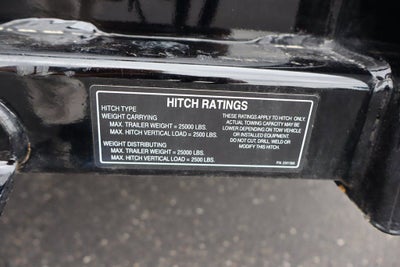 HITCH RATINGS
HITCH TYPE
WEIGHT CARRYING
MAX. TRAILER WEIGHT = 25000 LBS.
MAX. HITCH VERTICAL LOAD = 2500 LBS.
WEIGHT DISTRIBUTING
MAX. TRAILER WEIGHT = 25000 LBS.
MAX. HITCH VERTICAL LOAD = 2500 LBS.
THESE RATINGS APPLY TO HITCH ONLY.
ACTUAL TOWING CAPACITY MAY BE
LOWER DEPENDING ON TOW VEHICLE
OR INSTALLED EQUIPMENT.
DO NOT CUT, DRILL, WELD OR
MODIFY THIS HITCH.
P/N